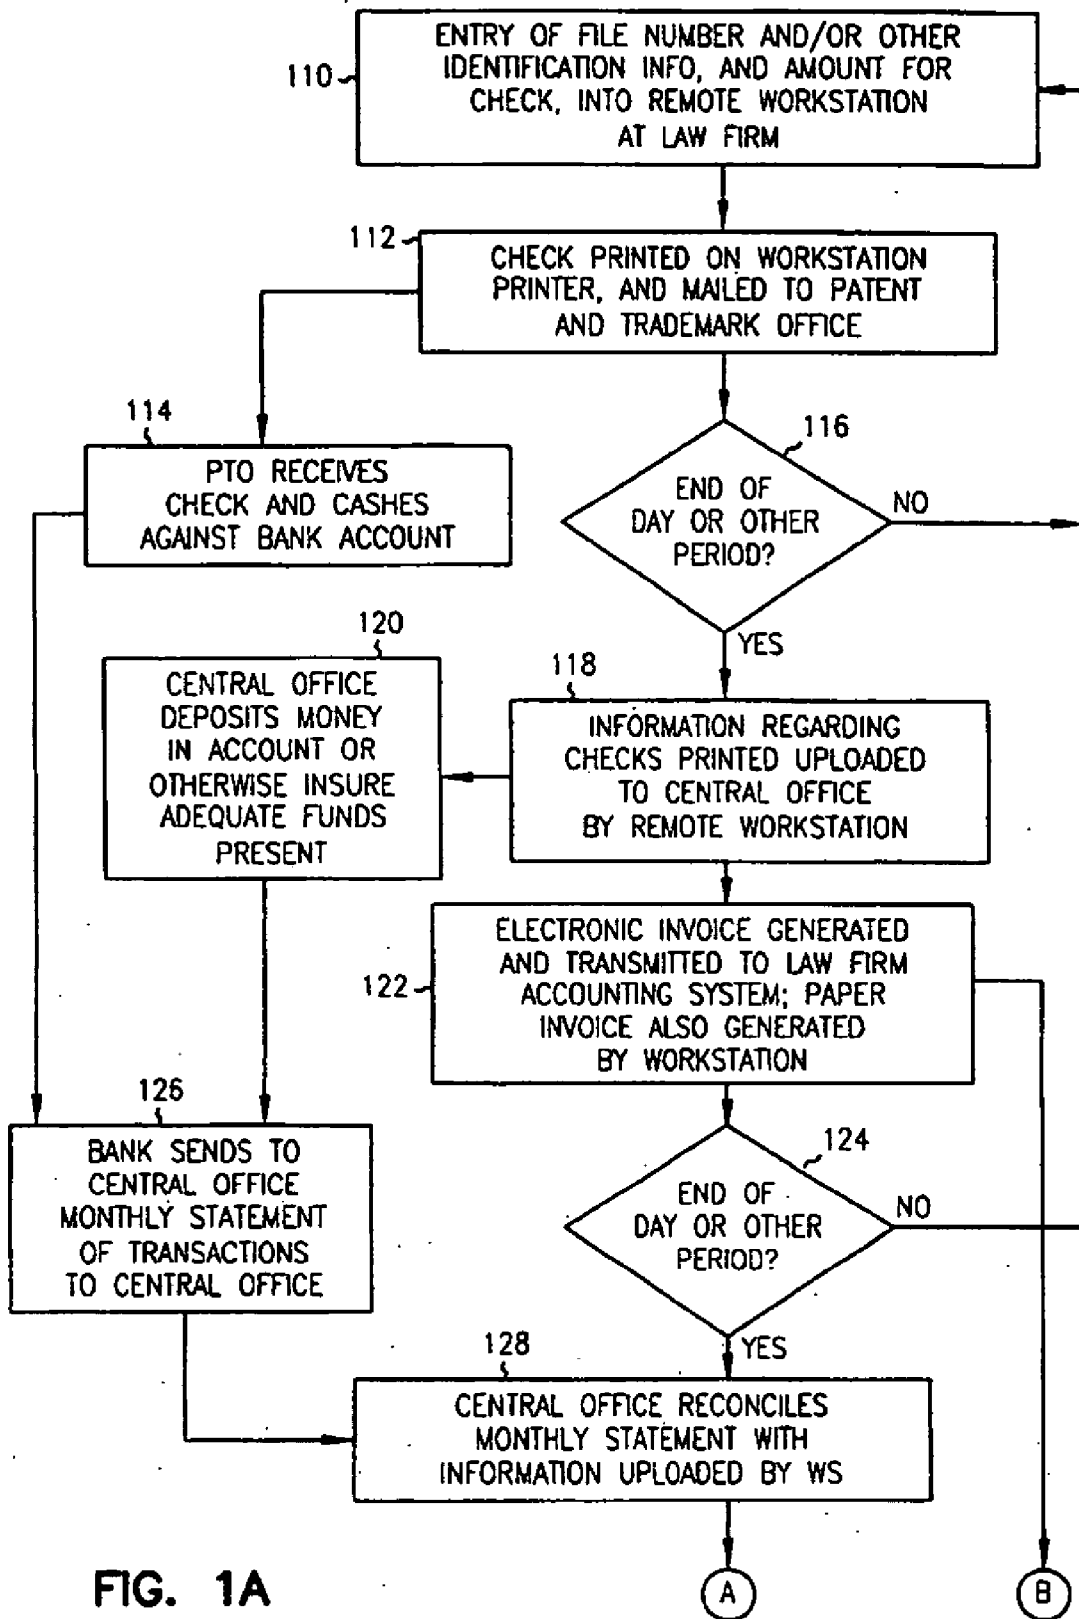 110
ENTRY OF FILE NUMBER AND/OR OTHER
IDENTIFICATION INFO, AND AMOUNT FOR
CHECK, INTO REMOTE WORKSTATION
AT LAW FIRM
112
CHECK PRINTED ON WORKSTATION
PRINTER, AND MAILED TO PATENT
AND TRADEMARK OFFICE
114
PTO RECEIVES
CHECK AND CASHES
AGAINST BANK ACCOUNT
116
END OF
DAY OR OTHER
PERIOD?
NO
YES
118
INFORMATION REGARDING
CHECKS PRINTED UPLOADED
TO CENTRAL OFFICE
BY REMOTE WORKSTATION
120
CENTRAL OFFICE
DEPOSITS MONEY
IN ACCOUNT OR
OTHERWISE INSURE
ADEQUATE FUNDS
PRESENT
122
ELECTRONIC INVOICE GENERATED
AND TRANSMITTED TO LAW FIRM
ACCOUNTING SYSTEM; PAPER
INVOICE ALSO GENERATED
BY WORKSTATION
124
END OF
DAY OR OTHER
PERIOD?
NO
YES
126
BANK SENDS TO
CENTRAL OFFICE
MONTHLY STATEMENT
OF TRANSACTIONS
TO CENTRAL OFFICE
128
CENTRAL OFFICE RECONCILES
MONTHLY STATEMENT WITH
INFORMATION UPLOADED BY WS
A
B
FIG. 1A